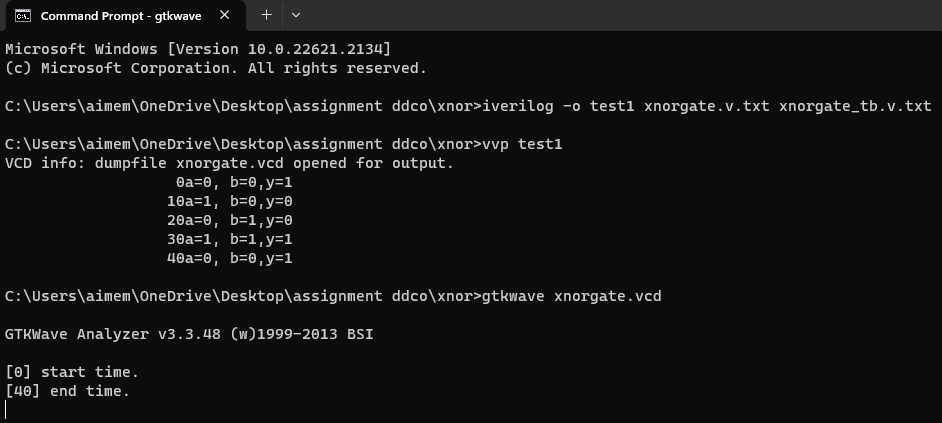 Command Prompt - gtkwave
Microsoft Windows [Version 10.0.22621.2134]
(c) Microsoft Corporation. All rights reserved.
C:\Users\aimem\OneDrive\Desktop\assignment ddco\xnor>iverilog -o test1 xnorgate.v.txt xnorgate_tb.v.txt
C:\Users\aimem\OneDrive\Desktop\assignment ddco\xnor>vvp test1
VCD info: dumpfile xnorgate.vcd opened for output.
0a=0, b=0,y=1
10a=1, b=0,y=0
20a=0, b=1,y=0
30a=1, b=1,y=1
40a=0, b=0,y=1
C:\Users\aimem\OneDrive\Desktop\assignment ddco\xnor>gtkwave xnorgate.vcd
GTKWave Analyzer v3.3.48 (w)1999-2013 BSI
[0] start time.
[40] end time.